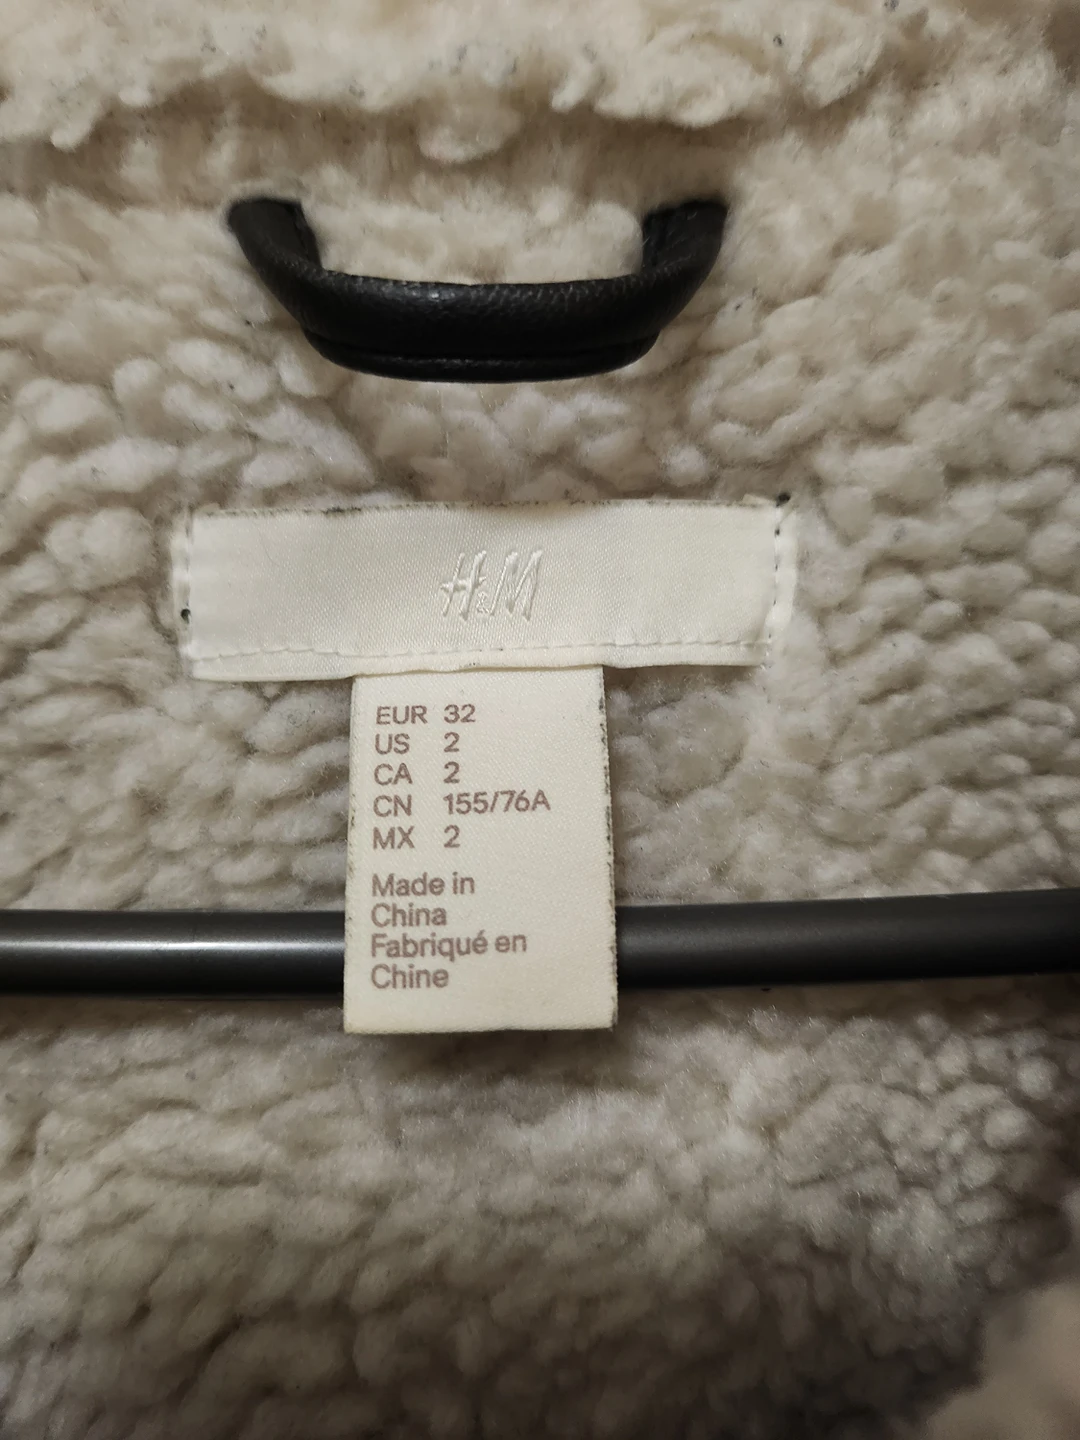 H&M
EUR 32
US 2
CA 2
CN 155/76A
MX 2
Made in
China
Fabriqué en
Chine